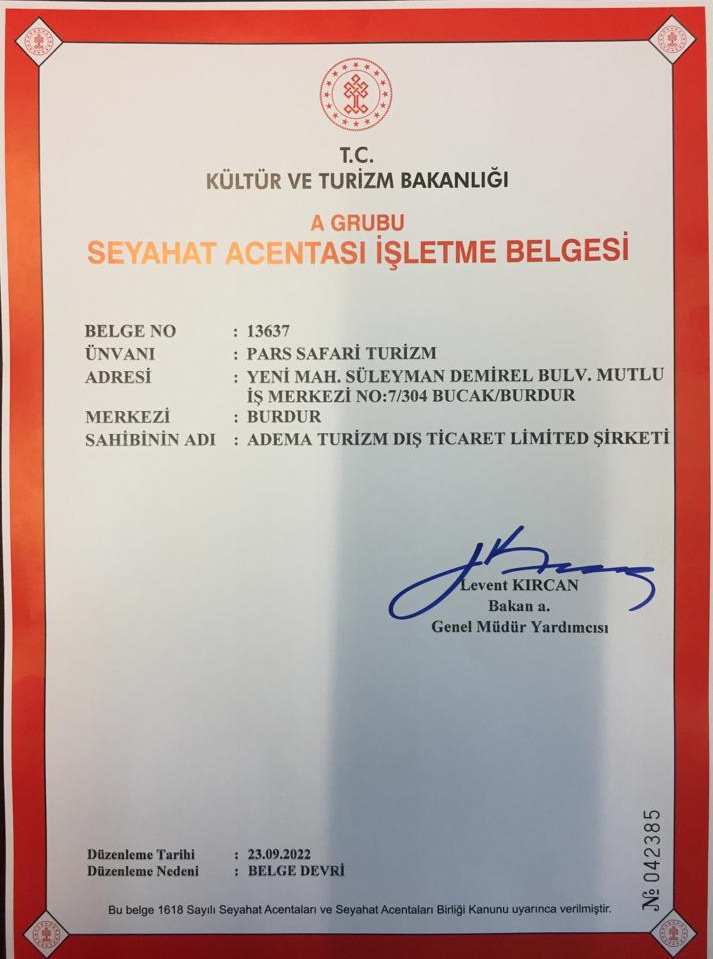 T.C.
KÜLTÜR VE TURİZM BAKANLIĞI
A GRUBU
SEYAHAT ACENTASI İŞLETME BELGESİ
BELGE NO : 13637
ÜNVANI : PARS SAFARİ TURİZM
ADRESİ : YENİ MAH. SÜLEYMAN DEMİREL BULV. MUTLU
İŞ MERKEZİ NO:7/304 BUCAK/BURDUR
MERKEZİ : BURDUR
SAHİBİNİN ADI : ADEMA TURİZM DIŞ TİCARET LİMİTED ŞİRKETİ
Levent KIRCAN
Bakan a.
Genel Müdür Yardımcısı
Düzenleme Tarihi : 23.09.2022
Düzenleme Nedeni : BELGE DEVRİ
№ 042385
Bu belge 1618 Sayılı Seyahat Acentaları ve Seyahat Acentaları Birliği Kanunu uyarınca verilmiştir.